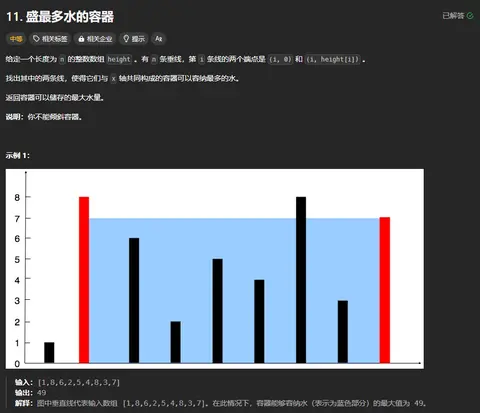 11. 盛最多水的容器
已解答
中等 相关标签 相关企业 提示 Aℤ
给定一个长度为 n 的整数数组 height 。有 n 条垂线，第 i 条线的两个端点是 (i, 0) 和 (i, height[i]) 。
找出其中的两条线，使得它们与 x 轴共同构成的容器可以容纳最多的水。
返回容器可以储存的最大水量。
说明：你不能倾斜容器。
示例 1：
8
7
6
5
4
3
2
1
0
输入：[1,8,6,2,5,4,8,3,7]
输出：49
解释：图中垂直线代表输入数组 [1,8,6,2,5,4,8,3,7]。在此情况下，容器能够容纳水（表示为蓝色部分）的最大值为 49。